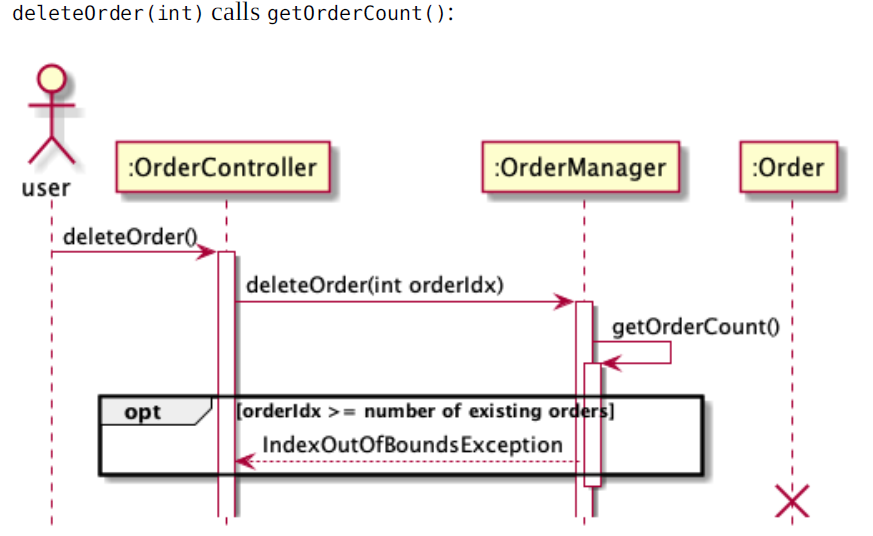 deleteOrder(int) calls getOrderCount():
user
:OrderController
:OrderManager
:Order
deleteOrder()
deleteOrder(int orderIdx)
getOrderCount()
opt
[orderIdx >= number of existing orders]
IndexOutOfBoundsException